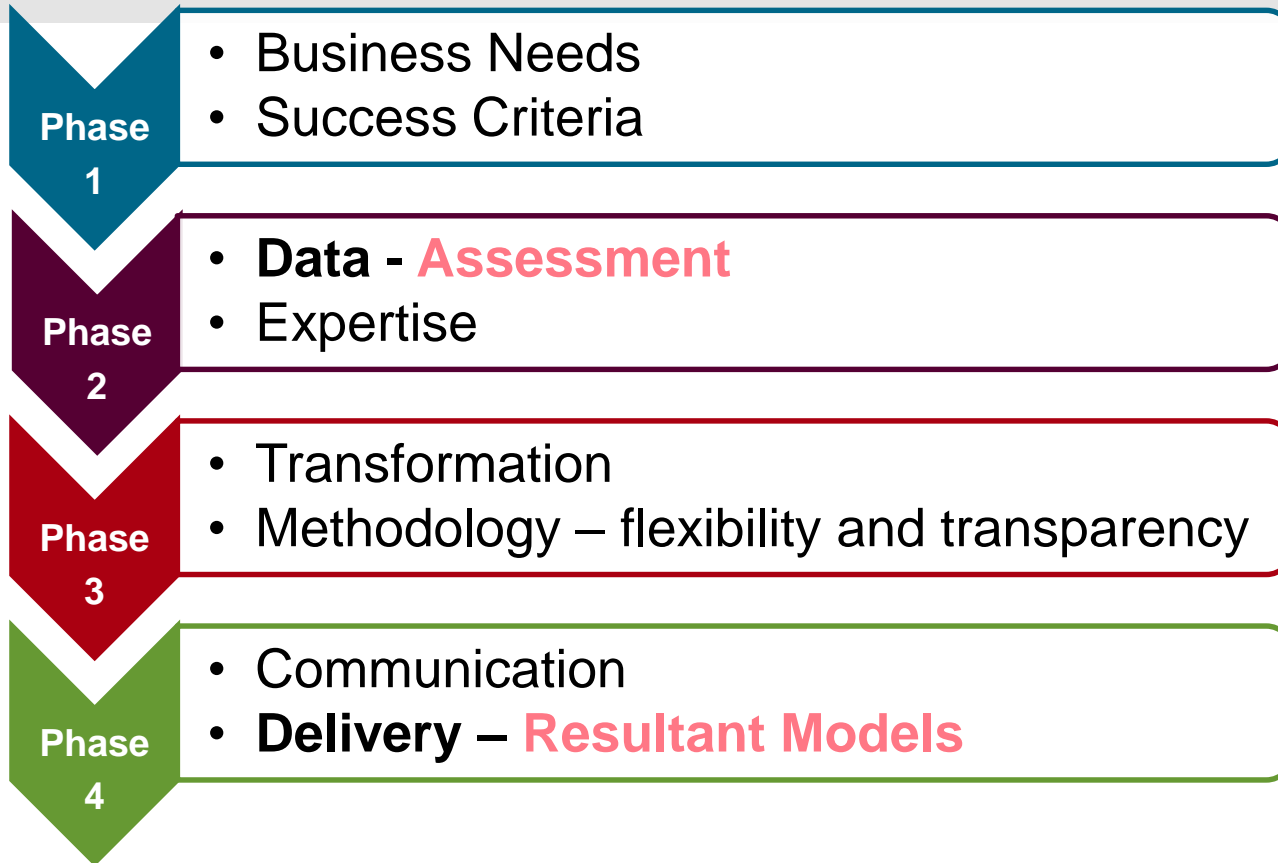 Phase
1
• Business Needs
• Success Criteria
Phase
2
• Data - Assessment
• Expertise
Phase
3
• Transformation
• Methodology – flexibility and transparency
Phase
4
• Communication
• Delivery – Resultant Models